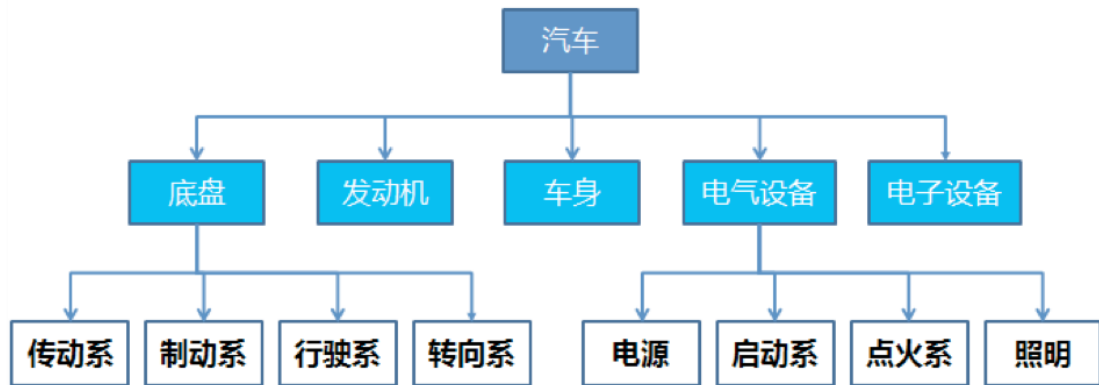 汽车
底盘
发动机
车身
电气设备
电子设备
传动系
制动系
行驶系
转向系
电源
启动系
点火系
照明